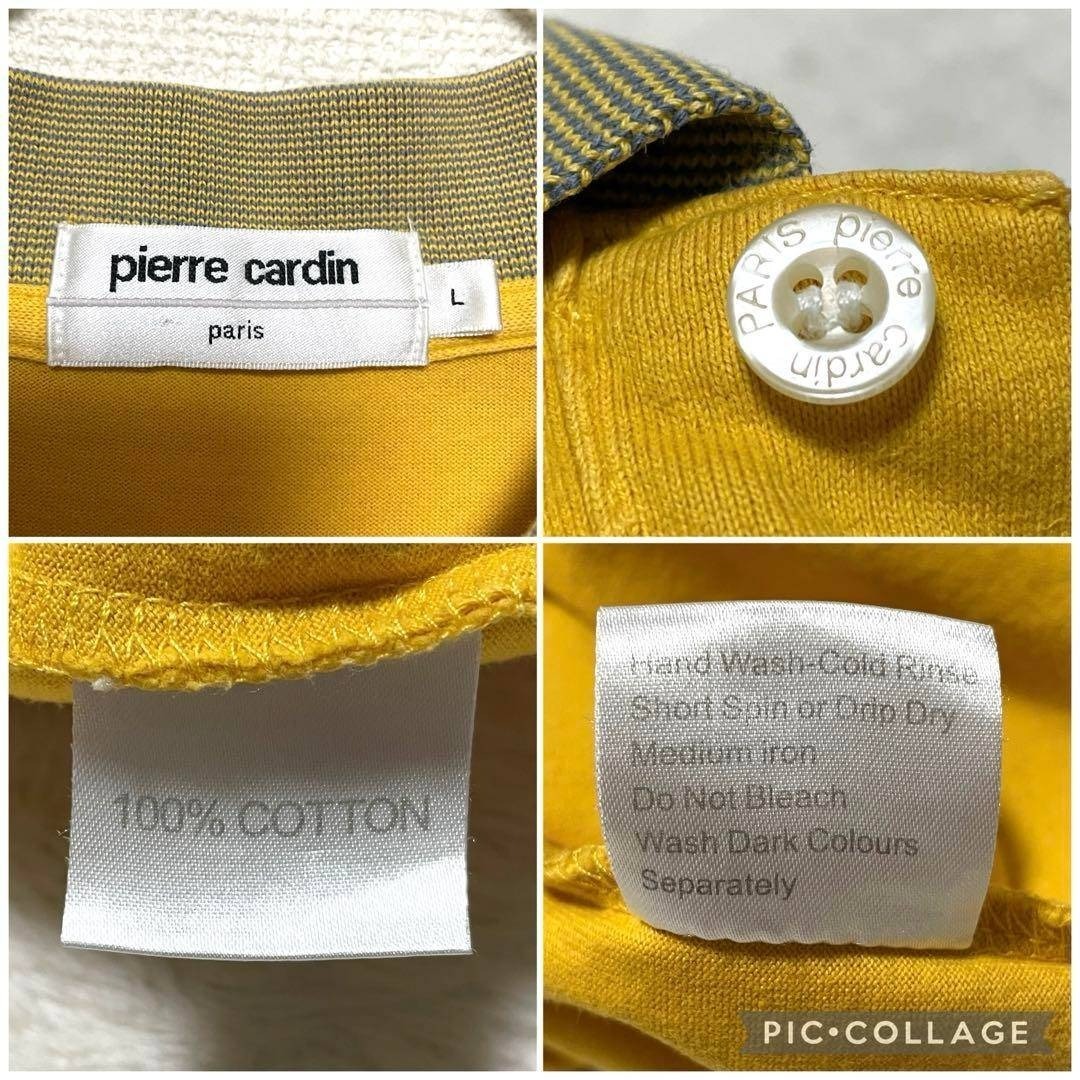 pierre cardin
paris
L
PARIS pierre cardin
100% COTTON
Hand Wash-Cold Rinse
Short Spin or Drip Dry
Medium iron
Do Not Bleach
Wash Dark Colours
Separately
PIC•COLLAGE